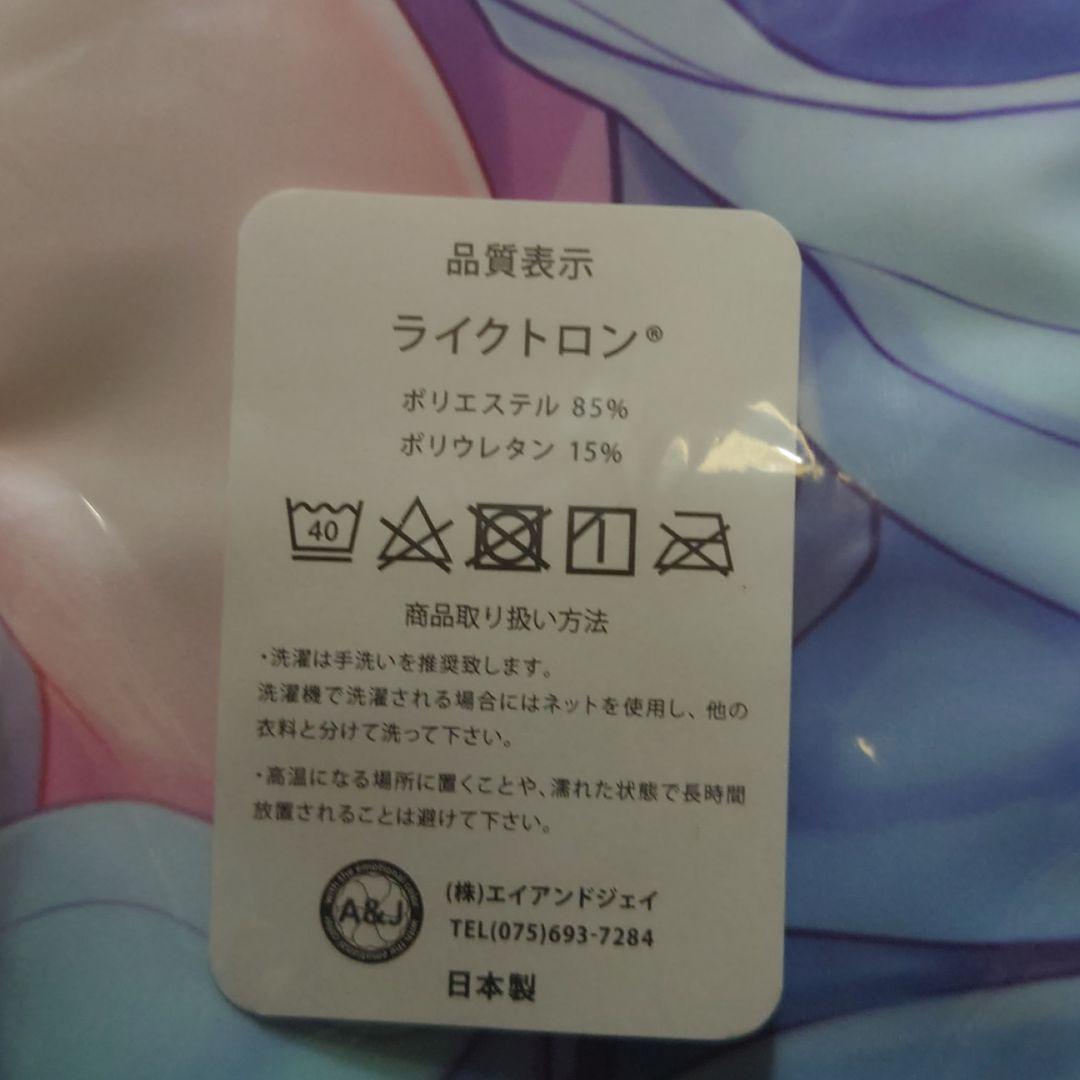 品質表示
ライクトロン®
ポリエステル 85%
ポリウレタン 15%
40
商品取り扱い方法
・洗濯は手洗いを推奨致します。
洗濯機で洗濯される場合にはネットを使用し、他の
衣料と分けて洗って下さい。
・高温になる場所に置くことや、濡れた状態で長時間
放置されることは避けて下さい。
with the emotional
A&J
(株)エイアンドジェイ
TEL(075)693-7284
日本製